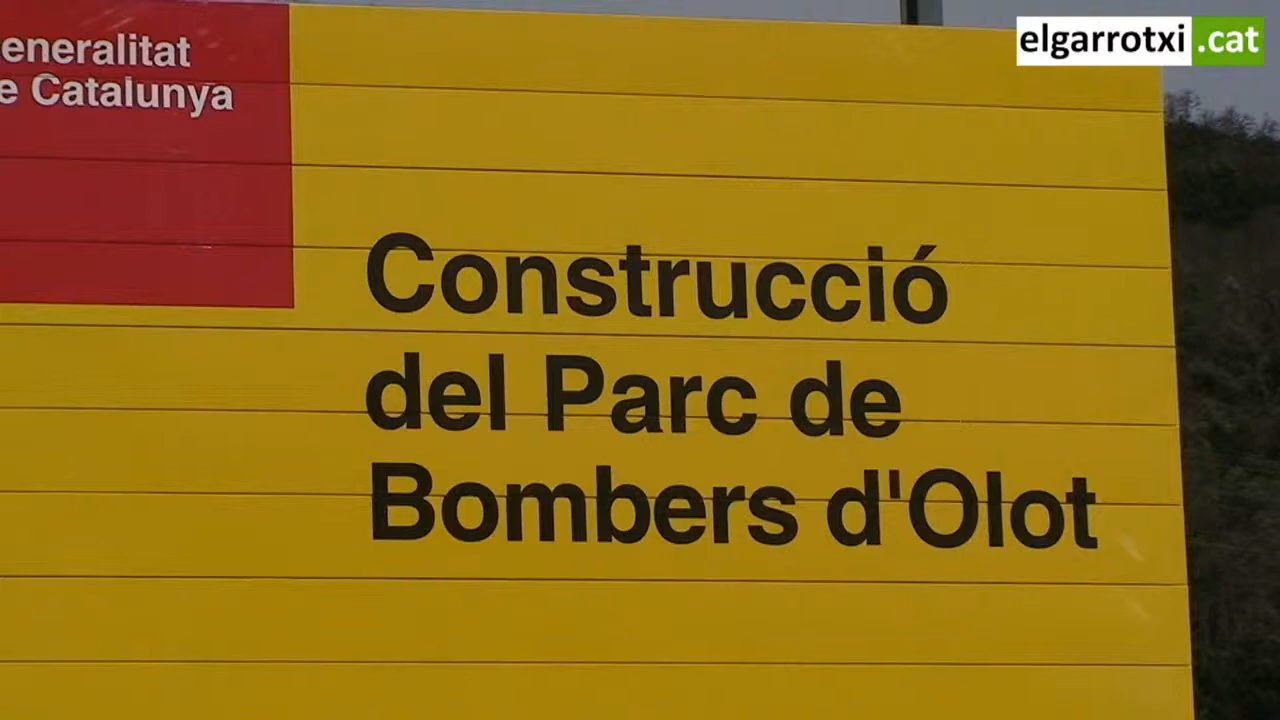 eneralitat
e Catalunya
elgarrotxi.cat
Construcció
del Parc de
Bombers d'Olot